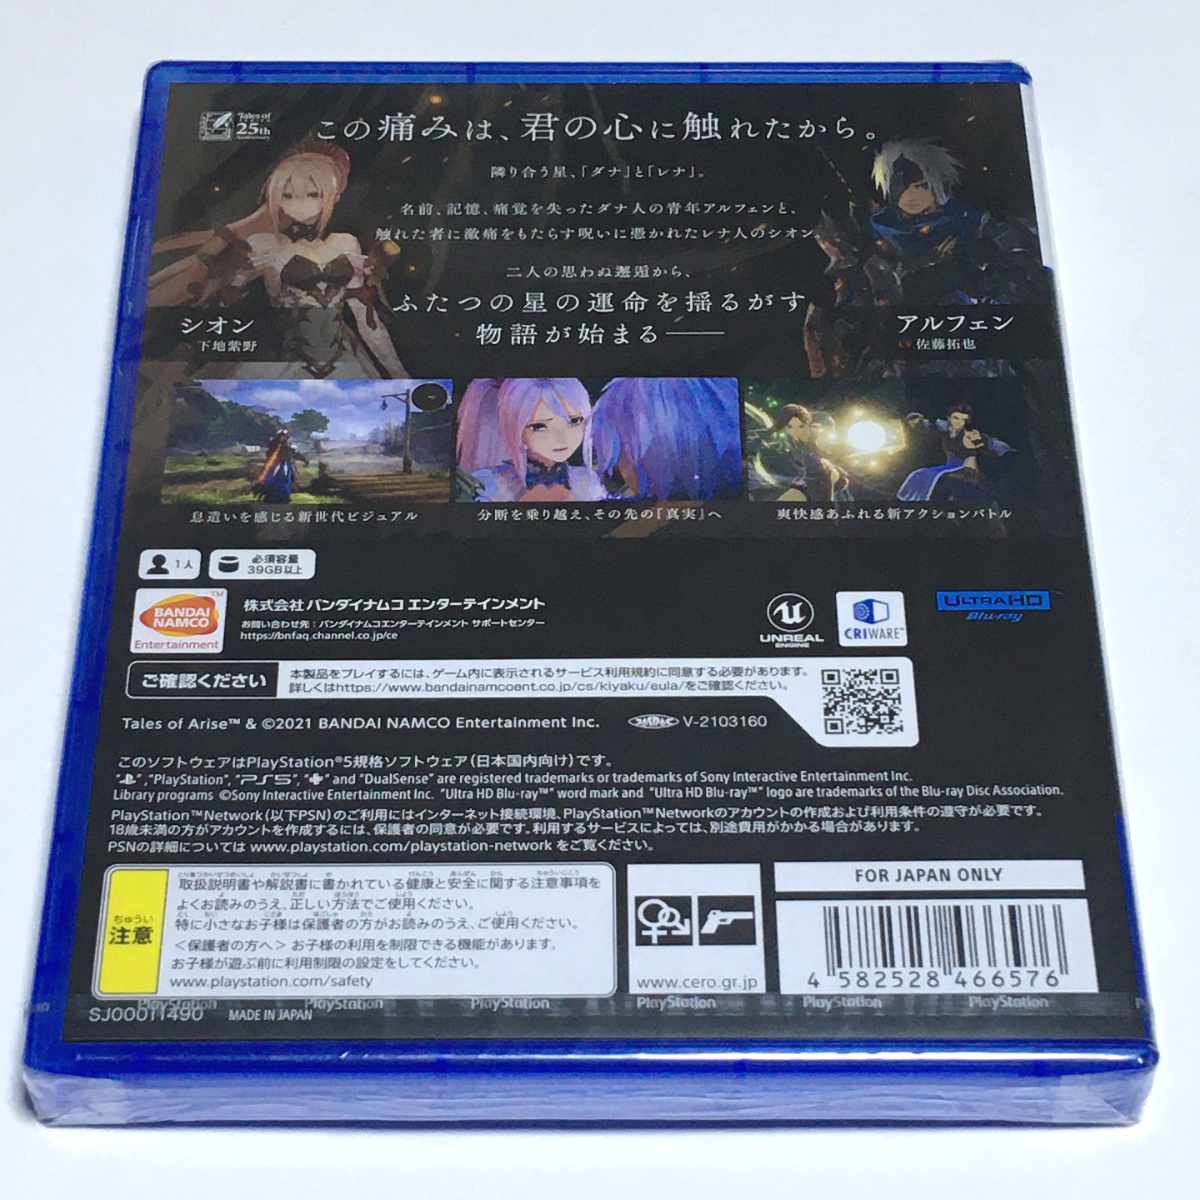 Tales of
25th
この痛みは、君の心に触れたから。
隣り合う星、「ダナ」と「レナ」。
名前、記憶、痛覚を失ったダナ人の青年アルフェンと、
触れた者に激痛をもたらす呪いに憑かれたレナ人のシオン。
二人の思わぬ邂逅から、
ふたつの星の運命を揺るがす
物語が始まる――
シオン
下地紫野
アルフェン
CV 佐藤拓也
息遣いを感じる新世代ビジュアル
分断を乗り越え、その先の『真実』へ
爽快感あふれる新アクションバトル
1人
必須容量
39GB以上
BANDAI
NAMCO
Entertainment
TM
株式会社バンダイナムコエンターテインメント
お問い合わせ先：バンダイナムコエンターテインメント サポートセンター
https://bnfaq.channel.co.jp/ce
UNREAL
ENGINE
CRIWARE™
ULTRA HD
Blu-ray
ご確認ください
本製品をプレイするには、ゲーム内に表示されるサービス利用規約に同意する必要があります。
詳しくはhttps://www.bandainamcoent.co.jp/cs/kiyaku/eula/をご確認ください。
Tales of Arise™ & ©2021 BANDAI NAMCO Entertainment Inc.
JASRAC V-2103160
このソフトウェアはPlayStation®5規格ソフトウェア（日本国内向け）です。
"PlayStation", "PS5", and "DualSense" are registered trademarks or trademarks of Sony Interactive Entertainment Inc.
Library programs ©Sony Interactive Entertainment Inc. "Ultra HD Blu-ray™" word mark and "Ultra HD Blu-ray™" logo are trademarks of the Blu-ray Disc Association.
PlayStation™Network（以下PSN）のご利用にはインターネット接続環境、PlayStation™Networkのアカウントの作成および利用条件の遵守が必要です。
18歳未満の方がアカウントを作成するには、保護者の同意が必要です。利用するサービスによっては、別途費用がかかる場合があります。
PSNの詳細については www.playstation.com/playstation-network をご覧ください。
ちゅうい
注意
取扱説明書や解説書に書かれている健康と安全に関する注意事項を
よくお読みのうえ、正しい方法でご使用ください。
特に小さなお子様は保護者の方がお読みのうえ、ご使用ください。
＜保護者の方へ＞ お子様の利用を制限できる機能があります。
お子様が遊ぶ前に利用制限の設定をしてください。
www.playstation.com/safety
www.cero.gr.jp
FOR JAPAN ONLY
4 582528 466576
PlayStation PlayStation PlayStation PlayStation PlayStation PlayStation
SJ00011490 MADE IN JAPAN